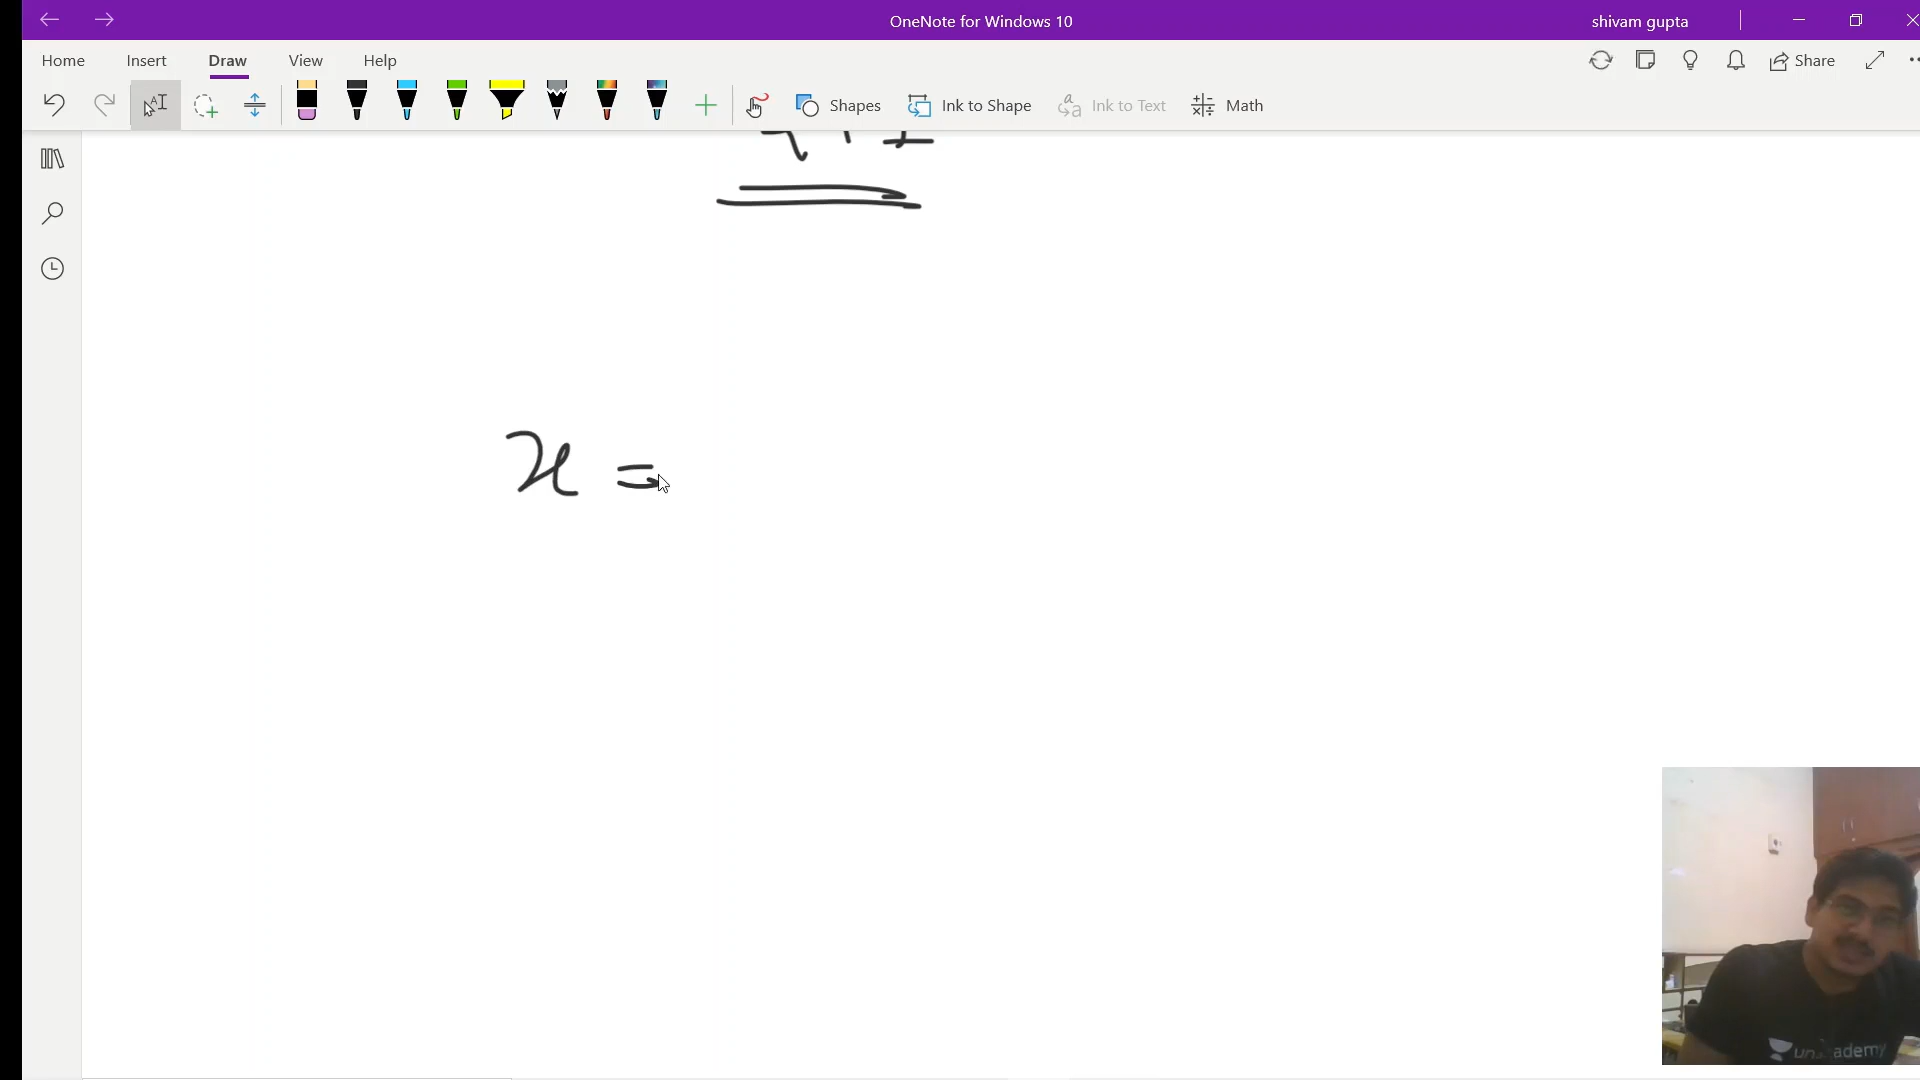 OneNote for Windows 10 shivam gupta
Home Insert Draw View Help Share
Shapes Ink to Shape Ink to Text Math
x =